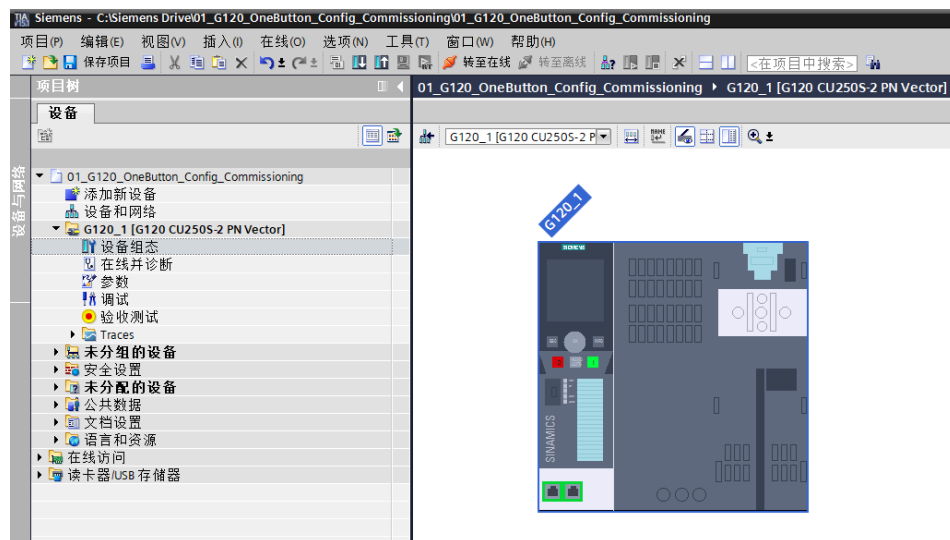 Siemens - C:\Siemens Drive\01_G120_OneButton_Config_Commissioning\01_G120_OneButton_Config_Commissioning
项目(P) 编辑(E) 视图(V) 插入(I) 在线(O) 选项(N) 工具(T) 窗口(W) 帮助(H)
保存项目 转至在线 转至离线 <在项目中搜索>
项目树
01_G120_OneButton_Config_Commissioning G120_1 [G120 CU250S-2 PN Vector]
设备
G120_1 [G120 CU250S-2 P
设备与网络
01_G120_OneButton_Config_Commissioning
添加新设备
设备和网络
G120_1 [G120 CU250S-2 PN Vector]
设备组态
在线并诊断
参数
调试
验收测试
Traces
未分组的设备
安全设置
未分配的设备
公共数据
文档设置
语言和资源
在线访问
读卡器/USB 存储器
G120_1
SIEMENS
SINAMICS